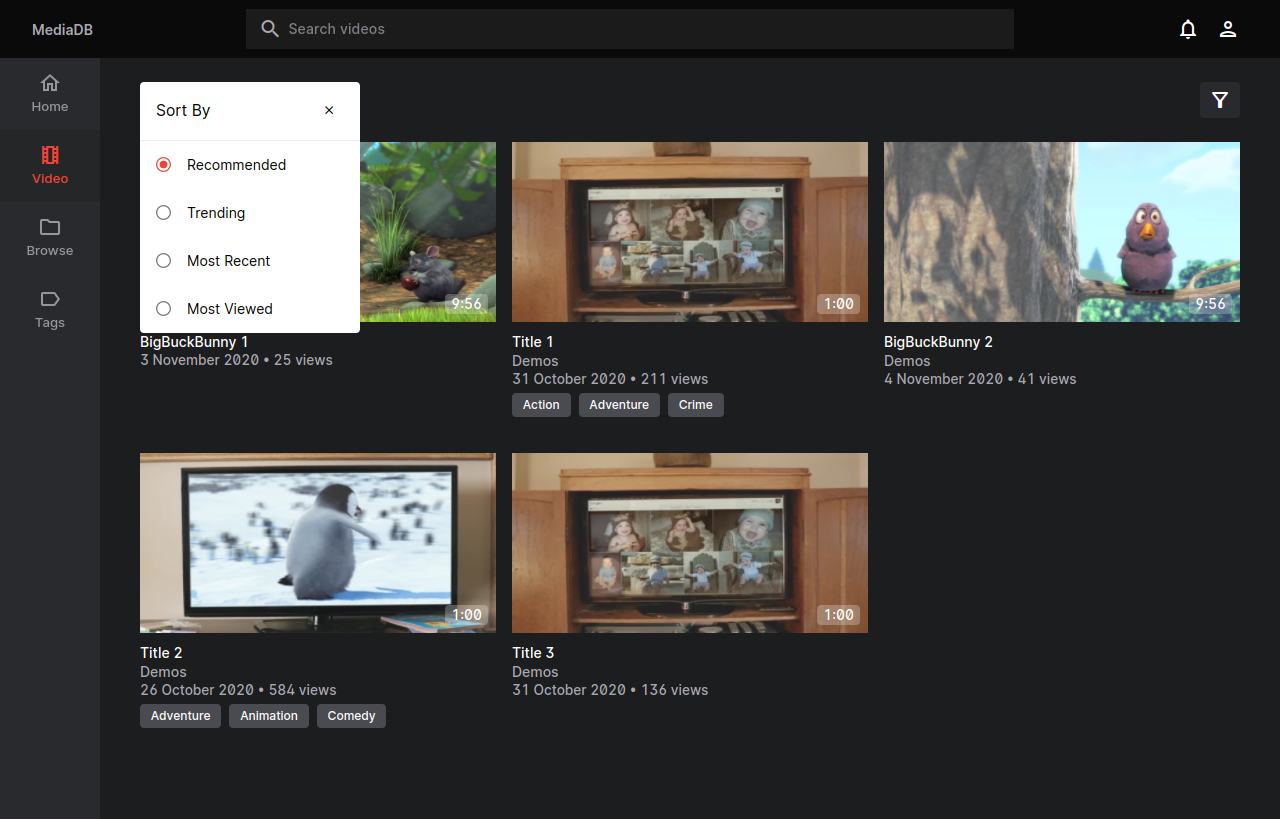 MediaDB
Search videos
Home
Video
Browse
Tags
Sort By
Recommended
Trending
Most Recent
Most Viewed
9:56
1:00
9:56
BigBuckBunny 1
3 November 2020 • 25 views
Title 1
Demos
31 October 2020 • 211 views
Action Adventure Crime
BigBuckBunny 2
Demos
4 November 2020 • 41 views
1:00
1:00
Title 2
Demos
26 October 2020 • 584 views
Adventure Animation Comedy
Title 3
Demos
31 October 2020 • 136 views